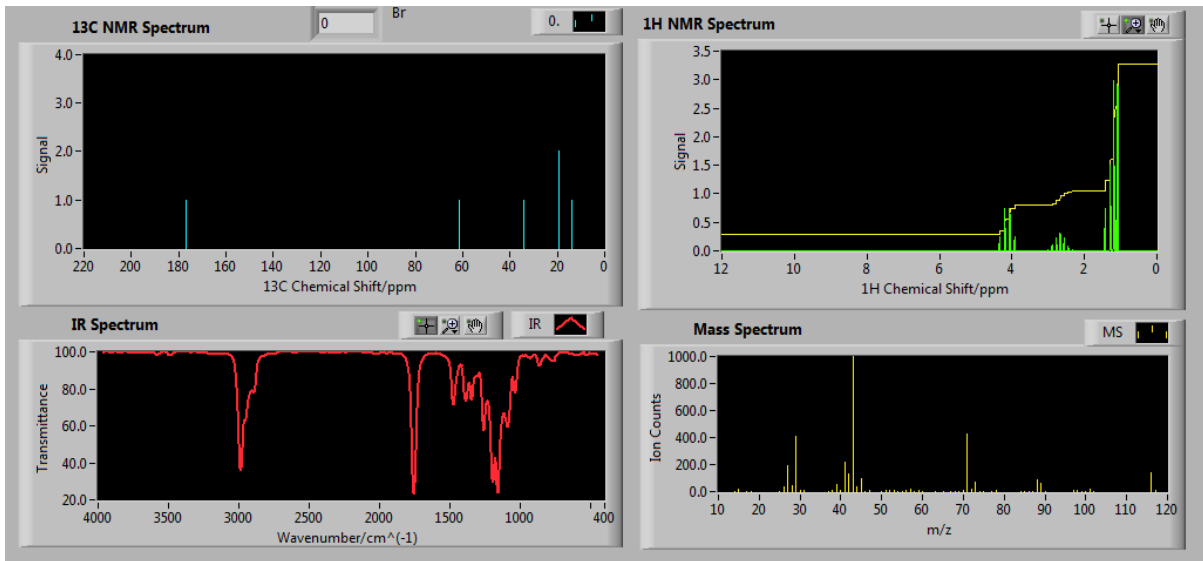 13C NMR Spectrum
0
Br
0.
4.0
3.0
2.0
1.0
0.0
Signal
220 200 180 160 140 120 100 80 60 40 20 0
13C Chemical Shift/ppm
1H NMR Spectrum
3.5
3.0
2.5
2.0
1.5
1.0
0.5
0.0
Signal
12 10 8 6 4 2 0
1H Chemical Shift/ppm
IR Spectrum
IR
100.0
80.0
60.0
40.0
20.0
Transmittance
4000 3000 2000 1000 400
Wavenumber/cm^(-1)
Mass Spectrum
MS
1000.0
800.0
600.0
400.0
200.0
0.0
Ion Counts
10 20 30 40 50 60 70 80 90 100 110 120
m/z